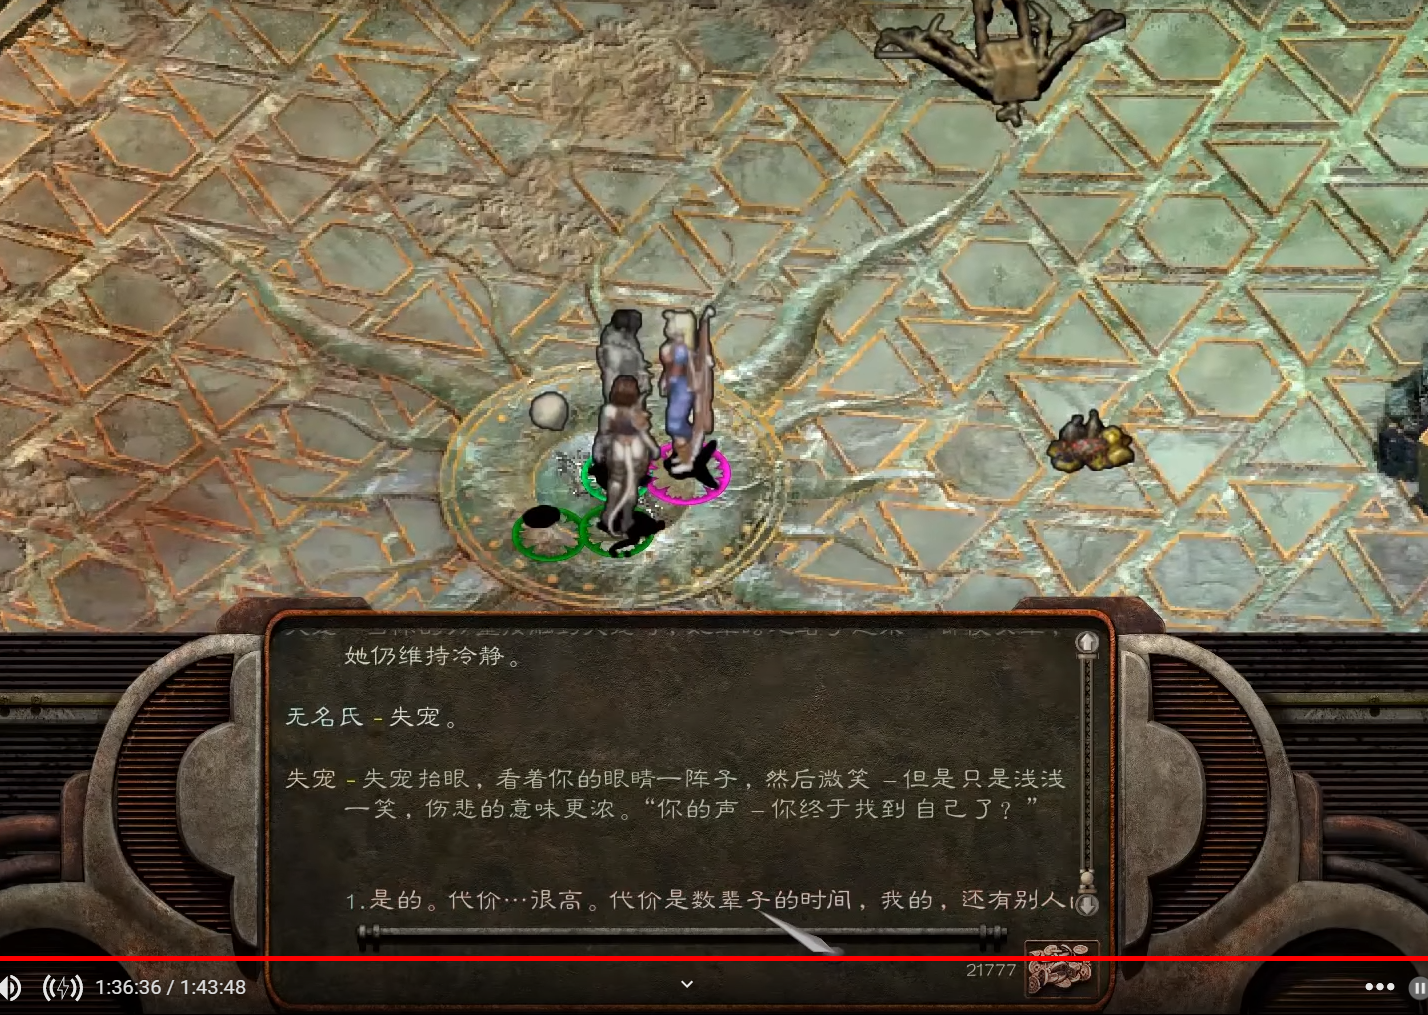 她仍维持冷静。
无名氏 – 失宠。
失宠 – 失宠抬眼，看着你的眼睛一阵子，然后微笑 – 但是只是浅浅
一笑，伤悲的意味更浓。“你的声 – 你终于找到自己了？”
1.是的。代价…很高。代价是数辈子的时间，我的，还有别人
21777
1:36:36 / 1:43:48